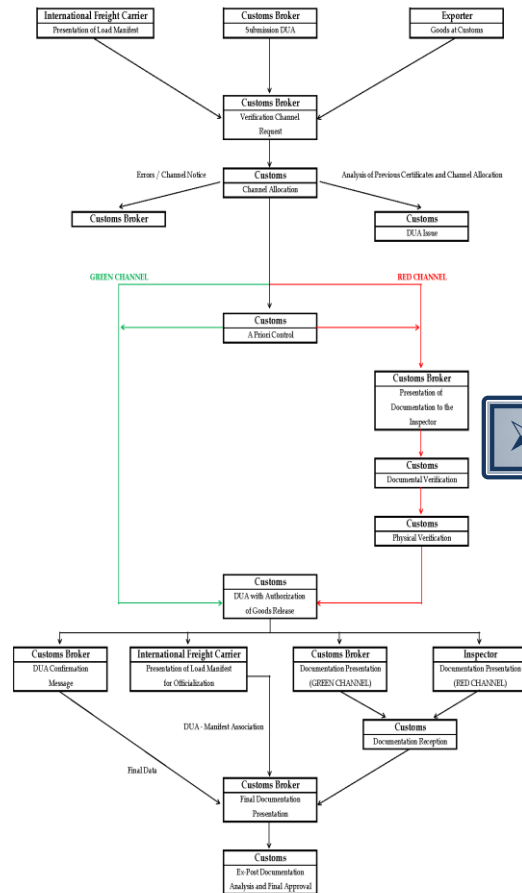 International Freight Carrier
Presentation of Load Manifest
Customs Broker
Submission DUA
Exporter
Goods at Customs
Customs Broker
Verification Channel
Request
Errors / Channel Notice
Customs
Channel Allocation
Analysis of Previous Certificates and Channel Allocation
Customs Broker
Customs
DUA Issue
GREEN CHANNEL
RED CHANNEL
Customs
A Priori Control
Customs Broker
Presentation of
Documentation to the
Inspector
Customs
Documental Verification
Customs
Physical Verification
Customs
DUA with Authorization
of Goods Release
Customs Broker
DUA Confirmation
Message
International Freight Carrier
Presentation of Load Manifest
for Officialization
Customs Broker
Documentation Presentation
(GREEN CHANNEL)
Inspector
Documentation Presentation
(RED CHANNEL)
DUA - Manifest Association
Customs
Documentation Reception
Final Data
Customs Broker
Final Documentation
Presentation
Customs
Ex-Post Documentation
Analysis and Final Approval